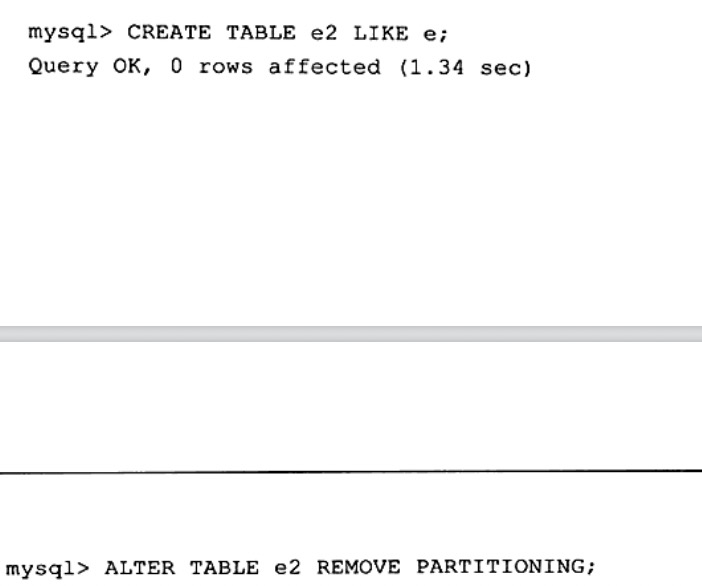 mysql> CREATE TABLE e2 LIKE e;
Query OK, 0 rows affected (1.34 sec)
mysql> ALTER TABLE e2 REMOVE PARTITIONING;